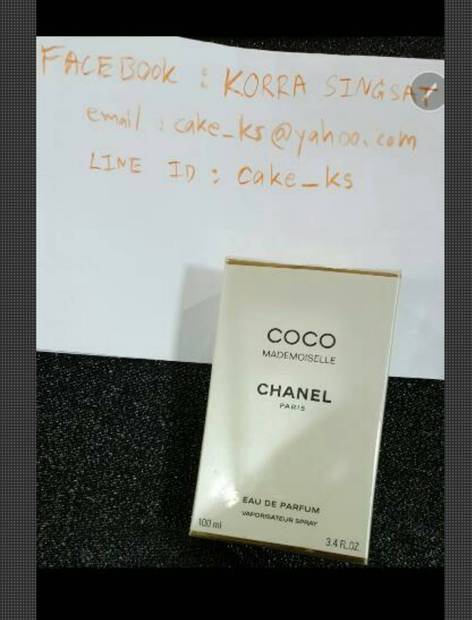 FACEBOOK : KORRA SINGSAT
email : cake_ks@yahoo.com
LINE ID : cake_ks
COCO
MADEMOISELLE
CHANEL
PARIS
EAU DE PARFUM
VAPORISATEUR SPRAY
100 ml
3.4 FL.OZ.